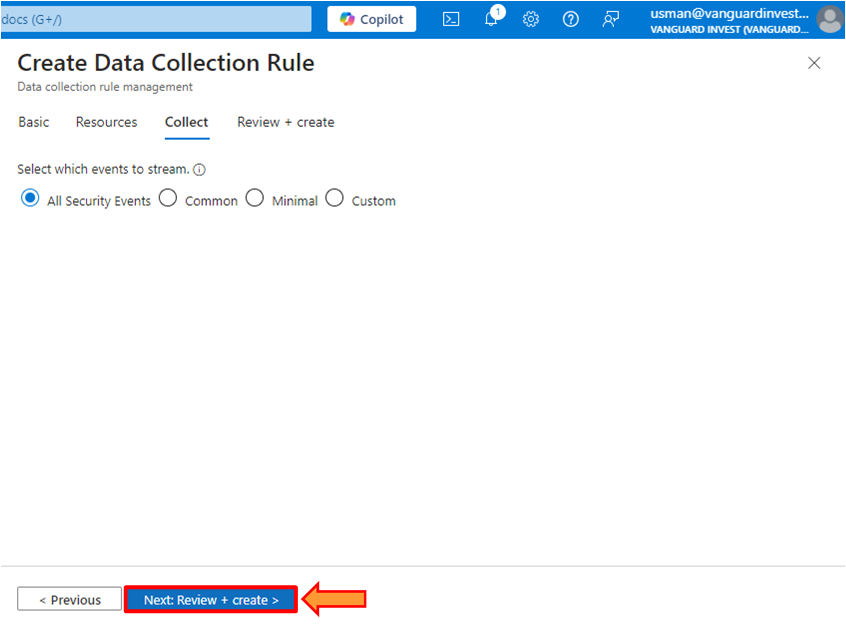 docs (G+/)
Copilot
1
usman@vanguardinvest...
VANGUARD INVEST (VANGUARD...
Create Data Collection Rule
Data collection rule management
Basic Resources Collect Review + create
Select which events to stream.
All Security Events Common Minimal Custom
< Previous Next: Review + create >